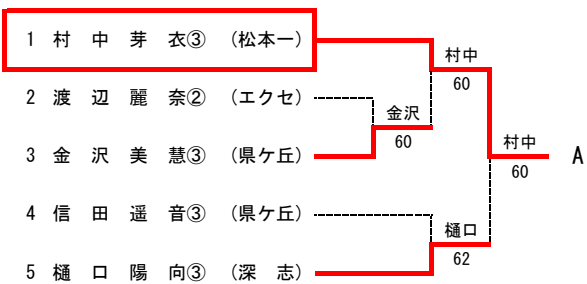 1 村 中 芽 衣③ (松本一)
村中
60
2 渡 辺 麗 奈② (エクセ)
金沢
60
3 金 沢 美 慧③ (県ケ丘)
村中
60
A
4 信 田 遥 音③ (県ケ丘)
樋口
62
5 樋 口 陽 向③ (深 志)